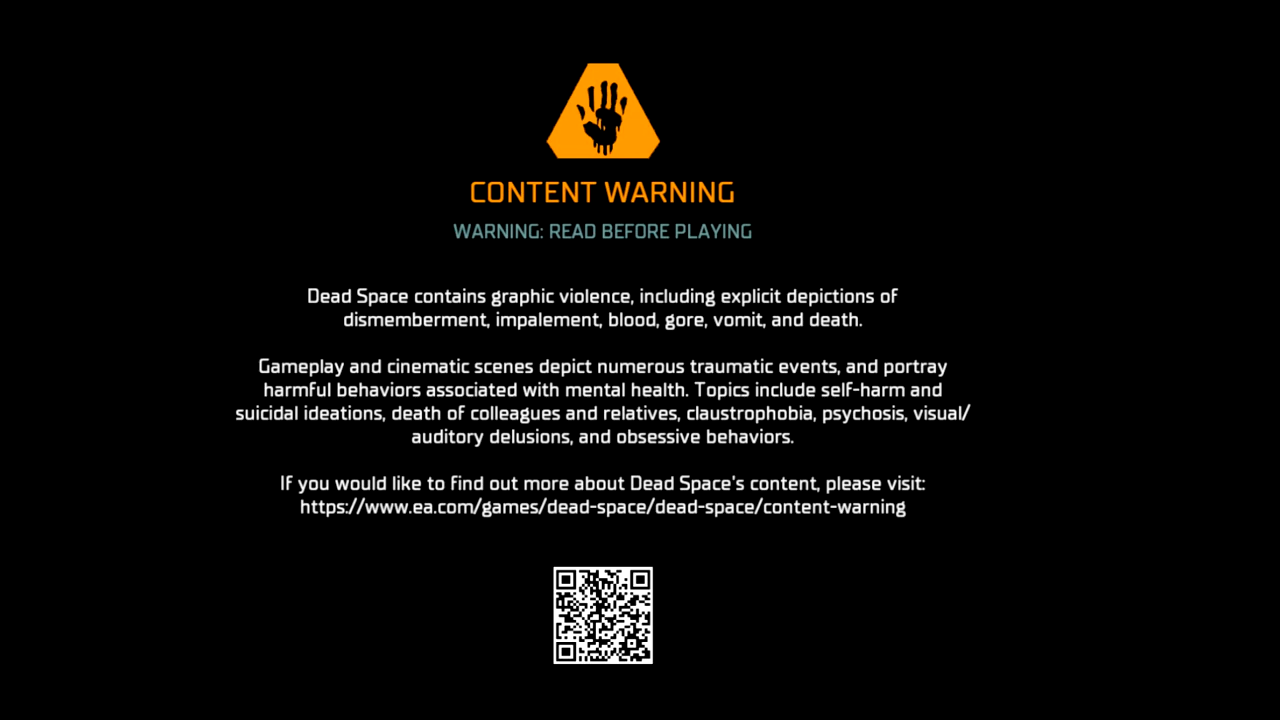 CONTENT WARNING
WARNING: READ BEFORE PLAYING
Dead Space contains graphic violence, including explicit depictions of
dismemberment, impalement, blood, gore, vomit, and death.
Gameplay and cinematic scenes depict numerous traumatic events, and portray
harmful behaviors associated with mental health. Topics include self-harm and
suicidal ideations, death of colleagues and relatives, claustrophobia, psychosis, visual/
auditory delusions, and obsessive behaviors.
If you would like to find out more about Dead Space's content, please visit:
https://www.ea.com/games/dead-space/dead-space/content-warning